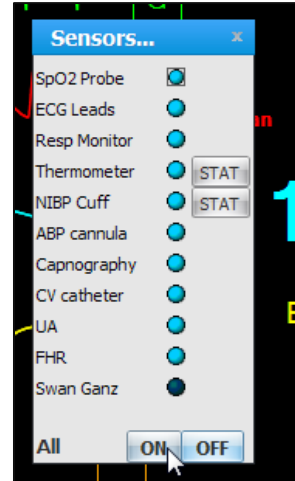 Sensors... x
SpO2 Probe
ECG Leads
Resp Monitor
Thermometer STAT
NIBP Cuff STAT
ABP cannula
Capnography
CV catheter
UA
FHR
Swan Ganz
All ON OFF